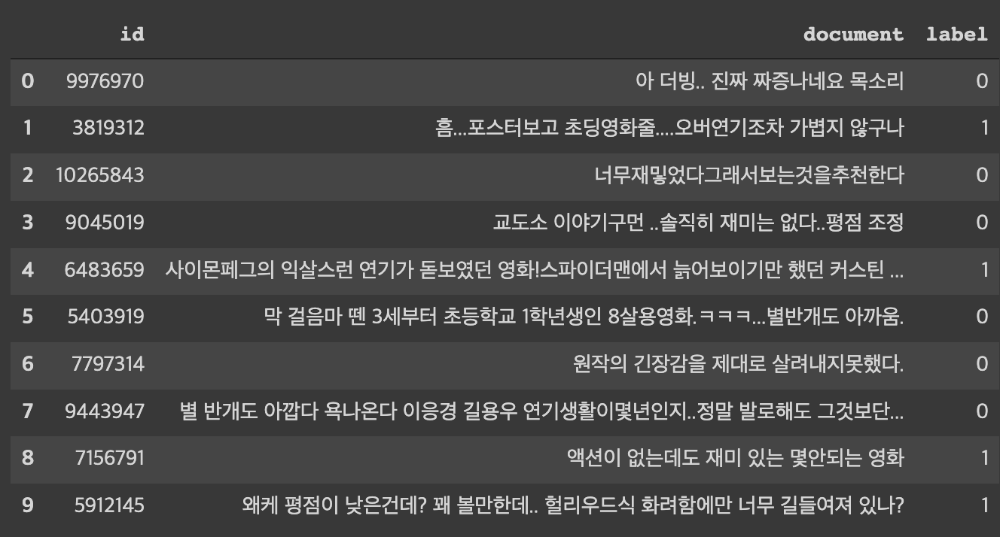 id document label
0 9976970 아 더빙.. 진짜 짜증나네요 목소리 0
1 3819312 흠...포스터보고 초딩영화줄....오버연기조차 가볍지 않구나 1
2 10265843 너무재밓었다그래서보는것을추천한다 0
3 9045019 교도소 이야기구먼 ..솔직히 재미는 없다..평점 조정 0
4 6483659 사이몬페그의 익살스런 연기가 돋보였던 영화!스파이더맨에서 늙어보이기만 했던 커스틴 ... 1
5 5403919 막 걸음마 뗀 3세부터 초등학교 1학년생인 8살용영화.ㅋㅋㅋ...별반개도 아까움. 0
6 7797314 원작의 긴장감을 제대로 살려내지못했다. 0
7 9443947 별 반개도 아깝다 욕나온다 이응경 길용우 연기생활이몇년인지..정말 발로해도 그것보단... 0
8 7156791 액션이 없는데도 재미 있는 몇안되는 영화 1
9 5912145 왜케 평점이 낮은건데? 꽤 볼만한데.. 헐리우드식 화려함에만 너무 길들여져 있나? 1